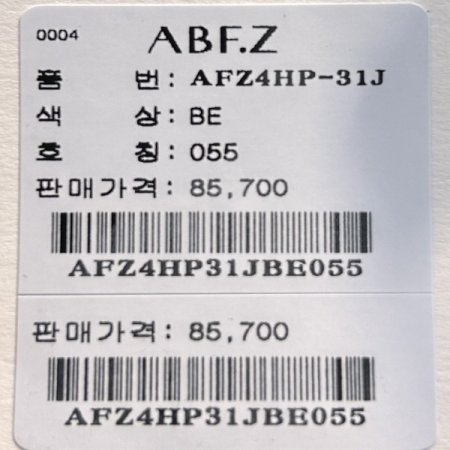 0004 ABF.Z
품 번: AFZ4HP-31J
색 상: BE
호 칭: 055
판매가격: 85,700
AFZ4HP31JBE055
판매가격: 85,700
AFZ4HP31JBE055